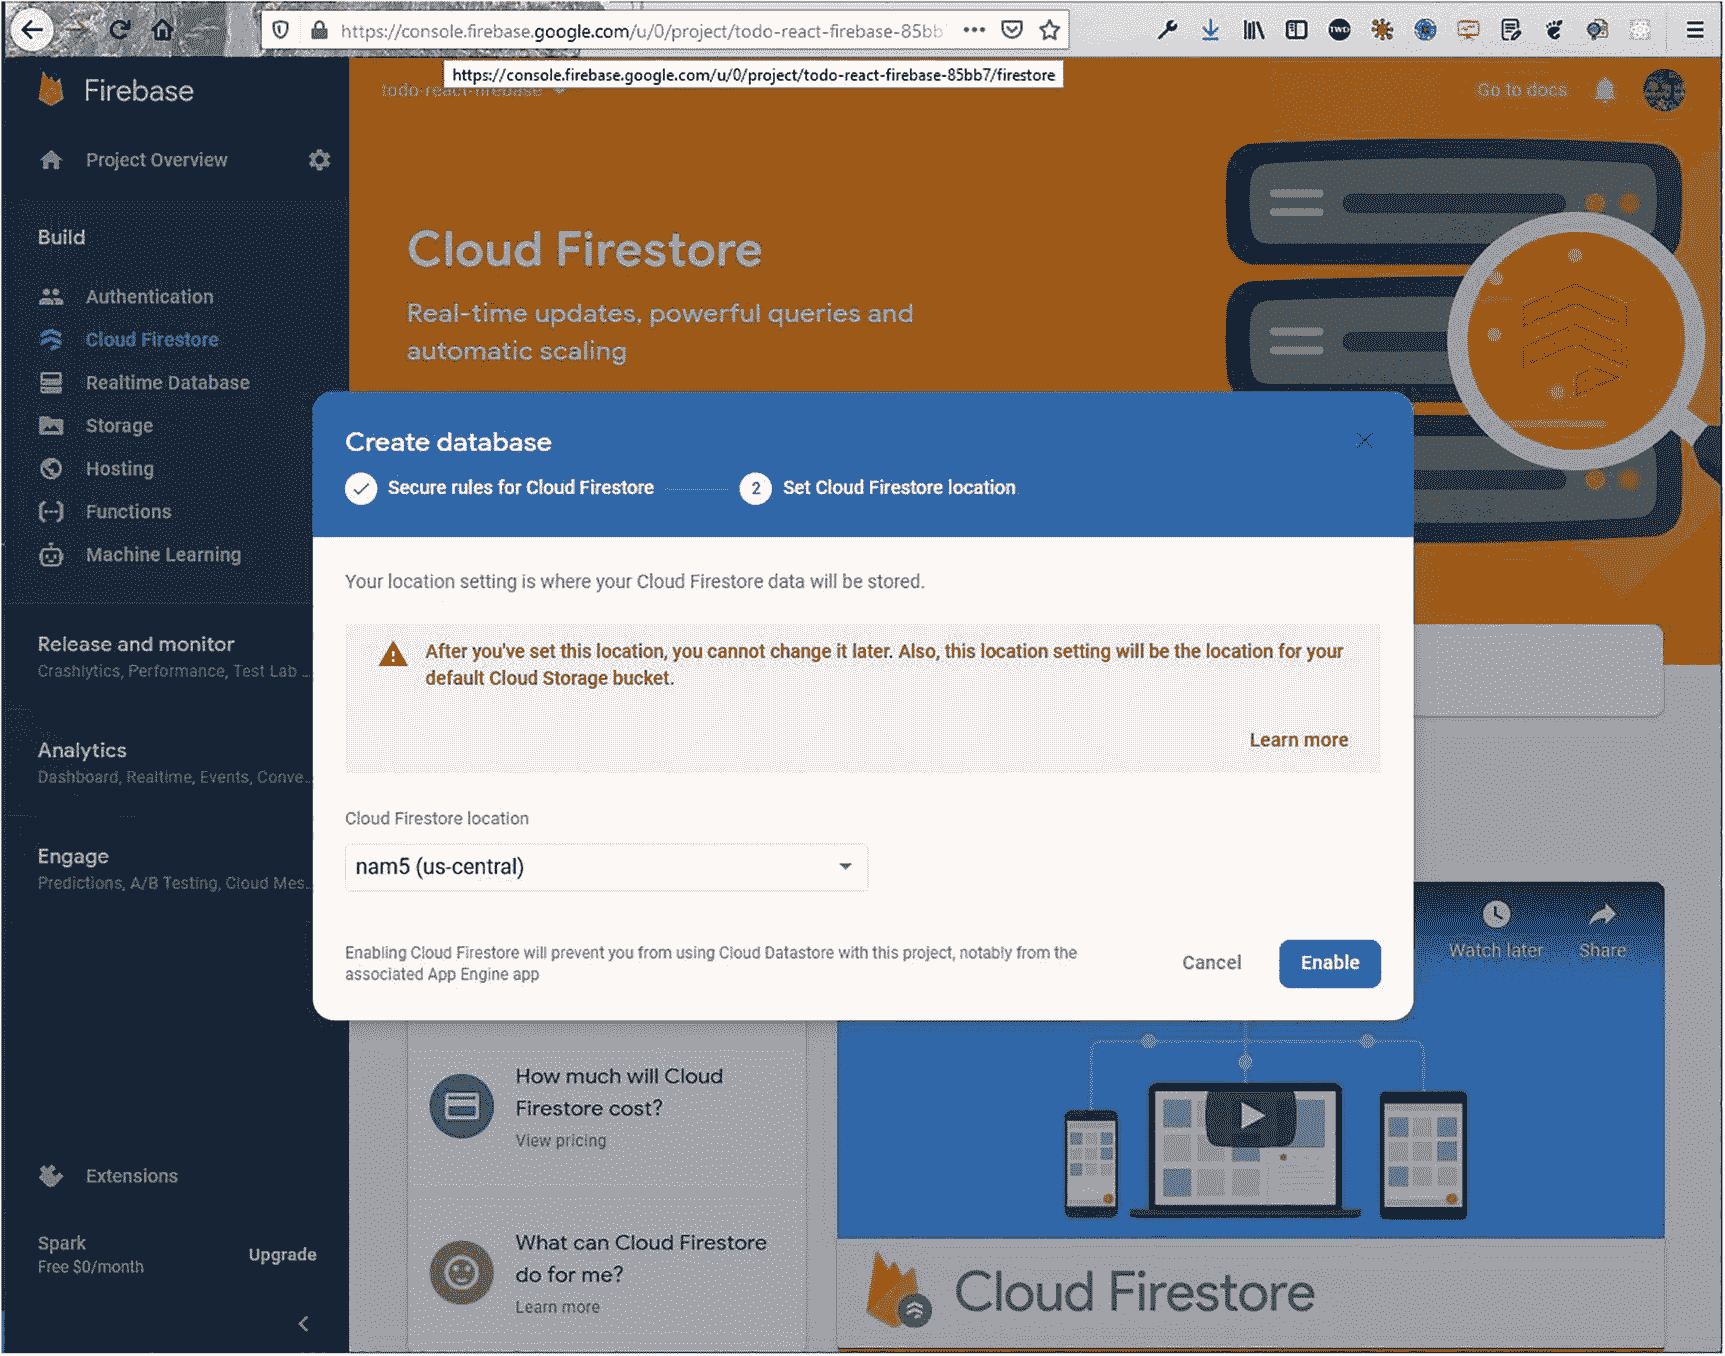 https://console.firebase.google.com/u/0/project/todo-react-firebase-85bb
https://console.firebase.google.com/u/0/project/todo-react-firebase-85bb7/firestore
Firebase
todo-react-firebase
Go to docs
Project Overview
Build
Authentication
Cloud Firestore
Realtime Database
Storage
Hosting
Functions
Machine Learning
Release and monitor
Crashlytics, Performance, Test Lab ...
Analytics
Dashboard, Realtime, Events, Conve...
Engage
Predictions, A/B Testing, Cloud Mes...
Extensions
Spark
Free $0/month
Upgrade
Cloud Firestore
Real-time updates, powerful queries and
automatic scaling
Create database
Secure rules for Cloud Firestore
2 Set Cloud Firestore location
Your location setting is where your Cloud Firestore data will be stored.
After you've set this location, you cannot change it later. Also, this location setting will be the location for your
default Cloud Storage bucket.
Learn more
Cloud Firestore location
nam5 (us-central)
Enabling Cloud Firestore will prevent you from using Cloud Datastore with this project, notably from the
associated App Engine app
Cancel
Enable
Watch later
Share
How much will Cloud
Firestore cost?
View pricing
What can Cloud Firestore
do for me?
Learn more
Cloud Firestore